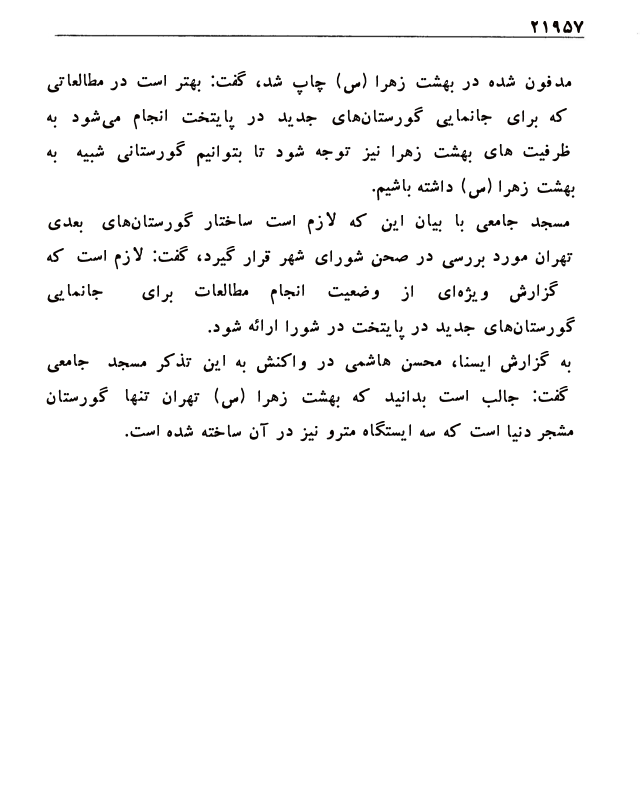 ۲۱۹۵۷
مدفون شده در بهشت زهرا (س) چاپ شد، گفت: بهتر است در مطالعاتی
که برای جانمایی گورستان‌های جدید در پایتخت انجام می‌شود به
ظرفیت های بهشت زهرا نیز توجه شود تا بتوانیم گورستانی شبیه به
بهشت زهرا (س) داشته باشیم.
مسجد جامعی با بیان این که لازم است ساختار گورستان‌های بعدی
تهران مورد بررسی در صحن شورای شهر قرار گیرد، گفت: لازم است که
گزارش ویژه‌ای از وضعیت انجام مطالعات برای جانمایی
گورستان‌های جدید در پایتخت در شورا ارائه شود.
به گزارش ایسنا، محسن هاشمی در واکنش به این تذکر مسجد جامعی
گفت: جالب است بدانید که بهشت زهرا (س) تهران تنها گورستان
مشجر دنیا است که سه ایستگاه مترو نیز در آن ساخته شده است.